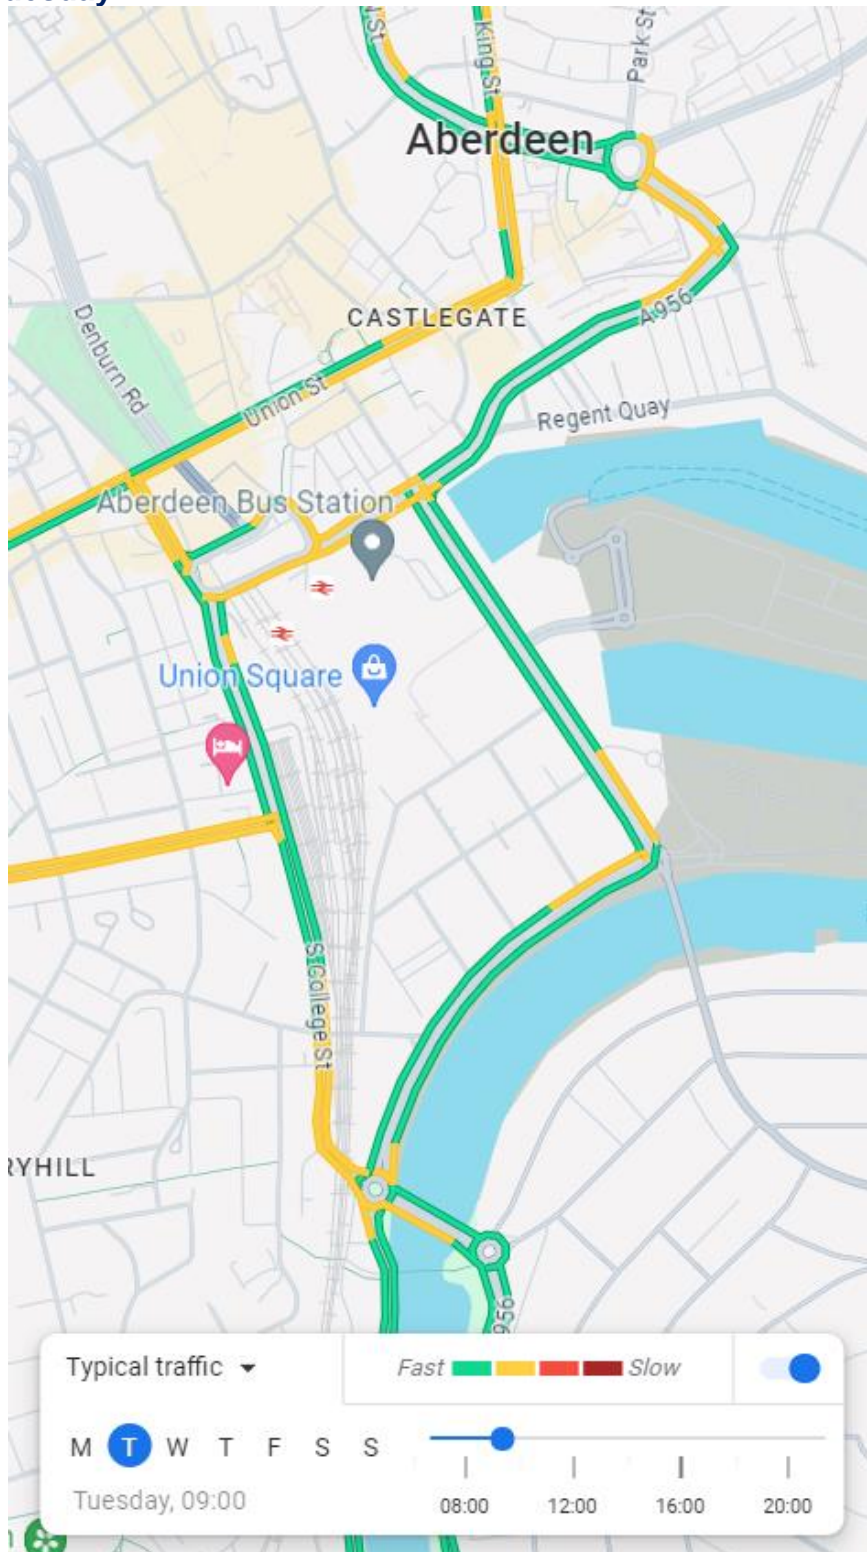 King St
Park St
Aberdeen
CASTLEGATE
A956
Denburn Rd
Union St
Regent Quay
Aberdeen Bus Station
Union Square
S College St
RYHILL
956
Typical traffic
Fast
Slow
M T W T F S S
Tuesday, 09:00
08:00 12:00 16:00 20:00